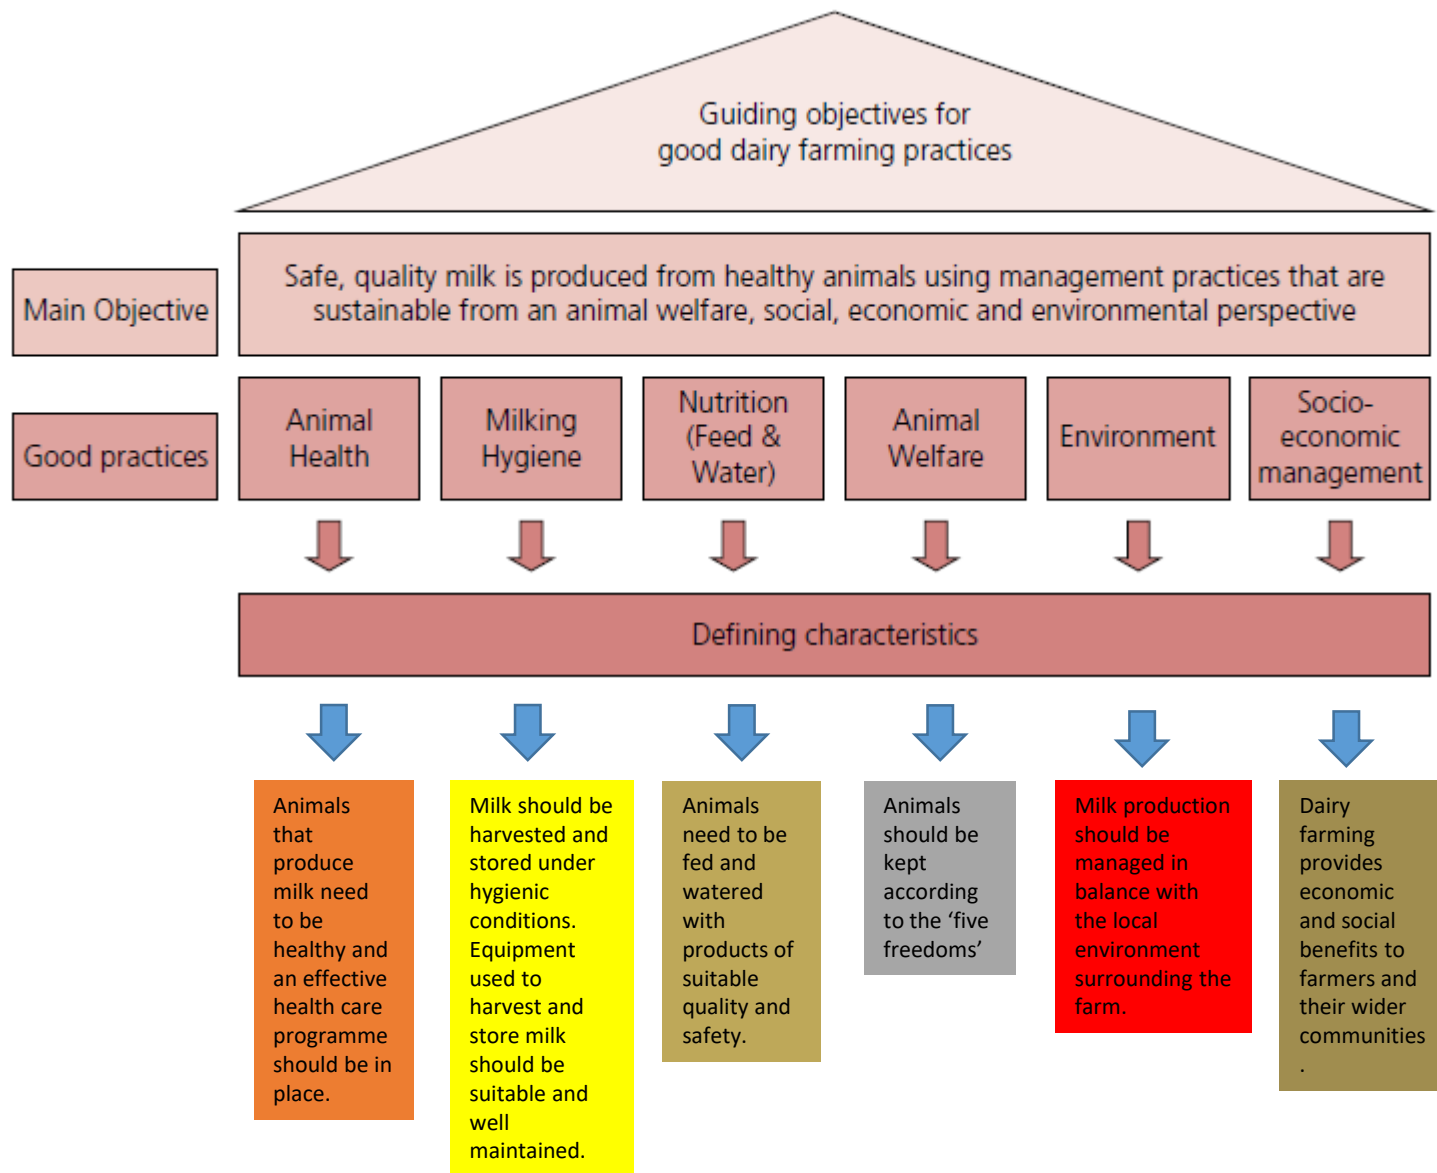 Guiding objectives for
good dairy farming practices
Main Objective
Safe, quality milk is produced from healthy animals using management practices that are
sustainable from an animal welfare, social, economic and environmental perspective
Good practices
Animal
Health
Milking
Hygiene
Nutrition
(Feed &
Water)
Animal
Welfare
Environment
Socio-
economic
management
Defining characteristics
Animals
that
produce
milk need
to be
healthy and
an effective
health care
programme
should be in
place.
Milk should be
harvested and
stored under
hygienic
conditions.
Equipment
used to
harvest and
store milk
should be
suitable and
well
maintained.
Animals
need to be
fed and
watered
with
products of
suitable
quality and
safety.
Animals
should be
kept
according
to the ‘five
freedoms’
Milk production
should be
managed in
balance with
the local
environment
surrounding the
farm.
Dairy
farming
provides
economic
and social
benefits to
farmers and
their wider
communities
.